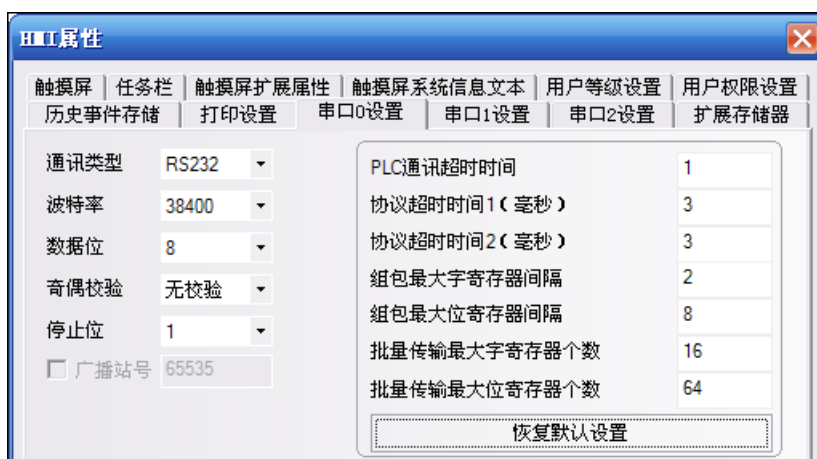 HMI属性
触摸屏 任务栏 触摸屏扩展属性 触摸屏系统信息文本 用户等级设置 用户权限设置
历史事件存储 打印设置 串口0设置 串口1设置 串口2设置 扩展存储器
通讯类型 RS232
波特率 38400
数据位 8
奇偶校验 无校验
停止位 1
广播站号 65535
PLC通讯超时时间 1
协议超时时间1(毫秒) 3
协议超时时间2(毫秒) 3
组包最大字寄存器间隔 2
组包最大位寄存器间隔 8
批量传输最大字寄存器个数 16
批量传输最大位寄存器个数 64
恢复默认设置